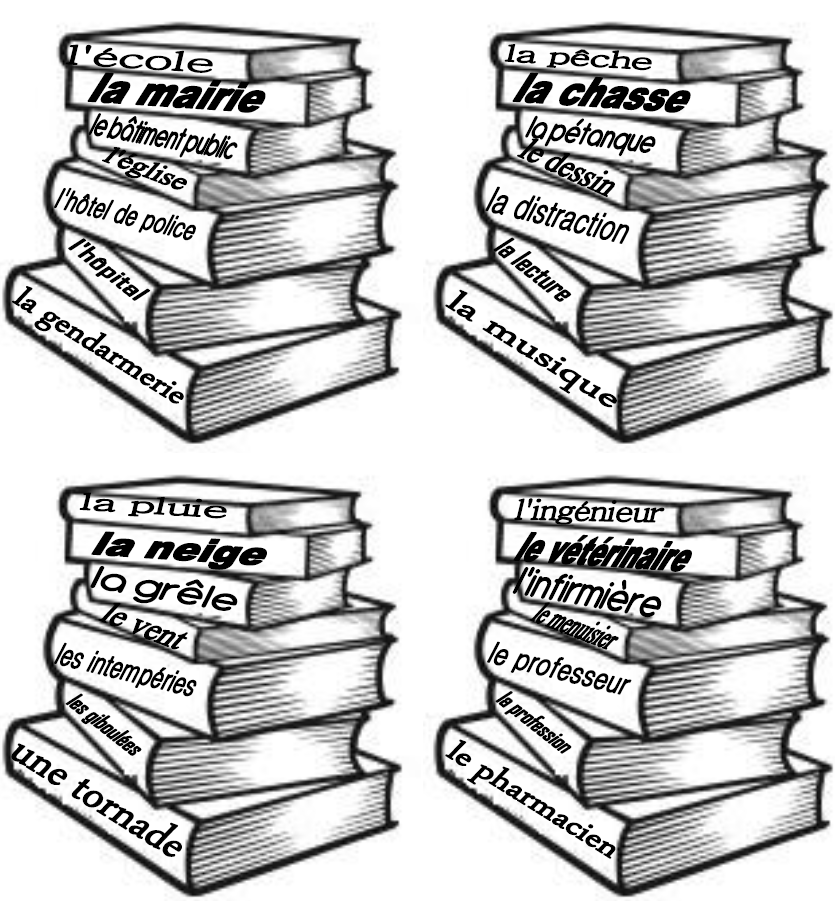 l'école
la mairie
le bâtiment public
l'église
l'hôtel de police
l'hôpital
la gendarmerie
la pêche
la chasse
la pétanque
le dessin
la distraction
la lecture
la musique
la pluie
la neige
la grêle
le vent
les intempéries
les giboulées
une tornade
l'ingénieur
le vétérinaire
l'infirmière
le menuisier
le professeur
la profession
le pharmacien